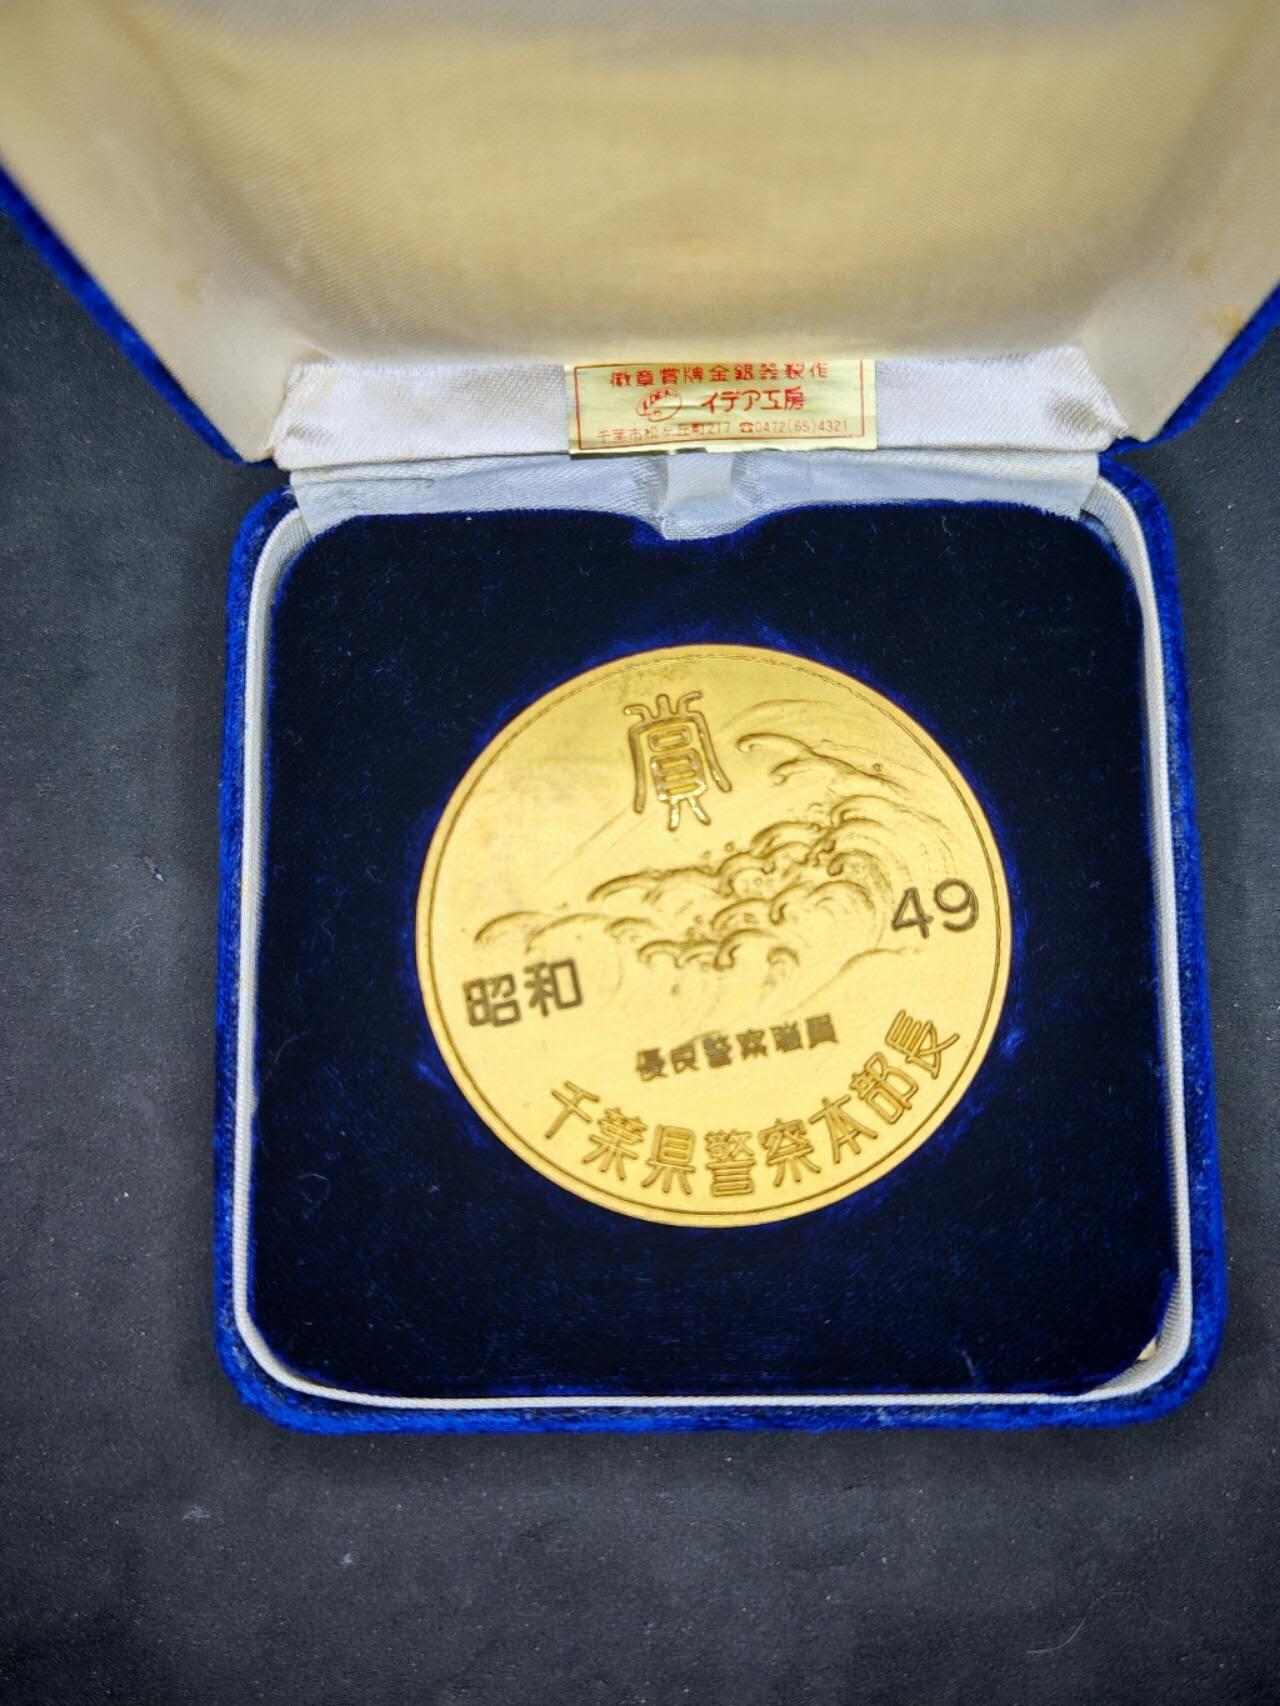 徽章賞牌金銀器製作
IDEA
イデア工房
千葉市松ヶ丘町217 ☎0472(65)4321
賞
昭和 49
優良警察職員
千葉県警察本部長